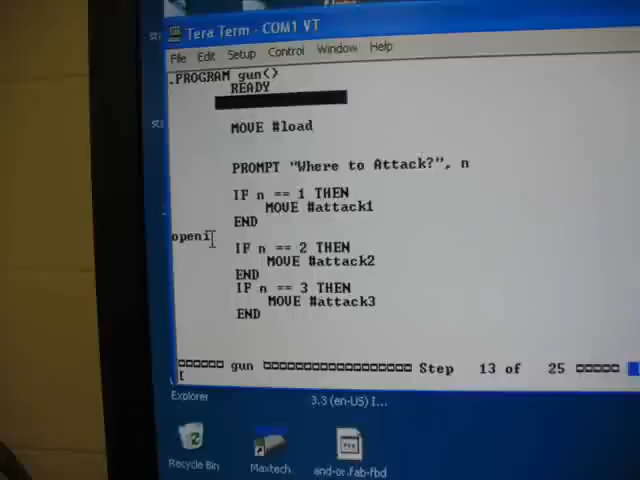 Tera Term - COM1 VT
File Edit Setup Control Window Help
.PROGRAM gun()
READY
MOVE #load
PROMPT "Where to Attack?", n
IF n == 1 THEN
MOVE #attack1
END
openi
IF n == 2 THEN
MOVE #attack2
END
IF n == 3 THEN
MOVE #attack3
END
gun Step 13 of 25
Explorer
3.3 (en-US) I...
Recycle Bin
Maxtech
and-or.fab-fbd